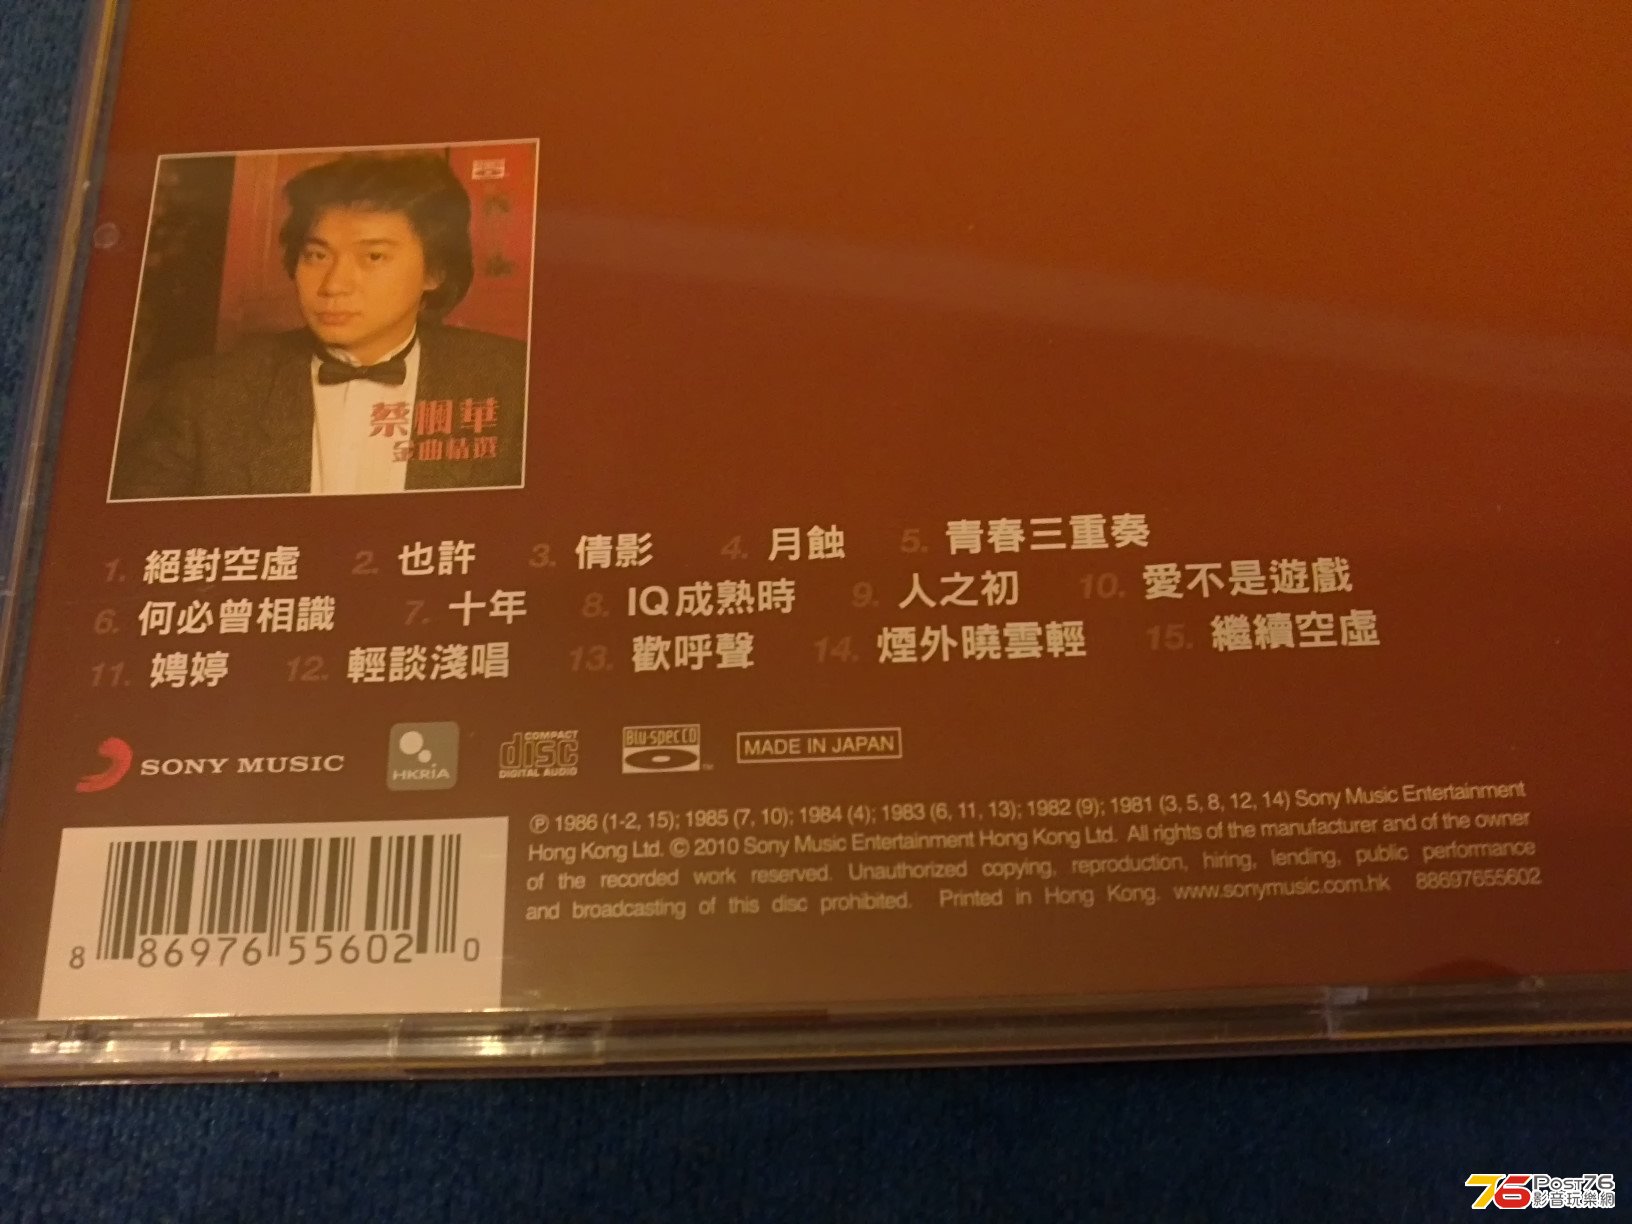 蔡楓華
金曲精選
1. 絕對空虛 2. 也許 3. 倩影 4. 月蝕 5. 青春三重奏
6. 何必曾相識 7. 十年 8. IQ成熟時 9. 人之初 10. 愛不是遊戲
11. 娉婷 12. 輕談淺唱 13. 歡呼聲 14. 煙外曉雲輕 15. 繼續空虛
SONY MUSIC HKRIA COMPACT disc DIGITAL AUDIO Blu-spec CD TM MADE IN JAPAN
Ⓟ 1986 (1-2, 15); 1985 (7, 10); 1984 (4); 1983 (6, 11, 13); 1982 (9); 1981 (3, 5, 8, 12, 14) Sony Music Entertainment
Hong Kong Ltd. © 2010 Sony Music Entertainment Hong Kong Ltd. All rights of the manufacturer and of the owner
of the recorded work reserved. Unauthorized copying, reproduction, hiring, lending, public performance
and broadcasting of this disc prohibited. Printed in Hong Kong. www.sonymusic.com.hk 88697655602
8 86976 55602 0
76 Post76
影音玩樂網